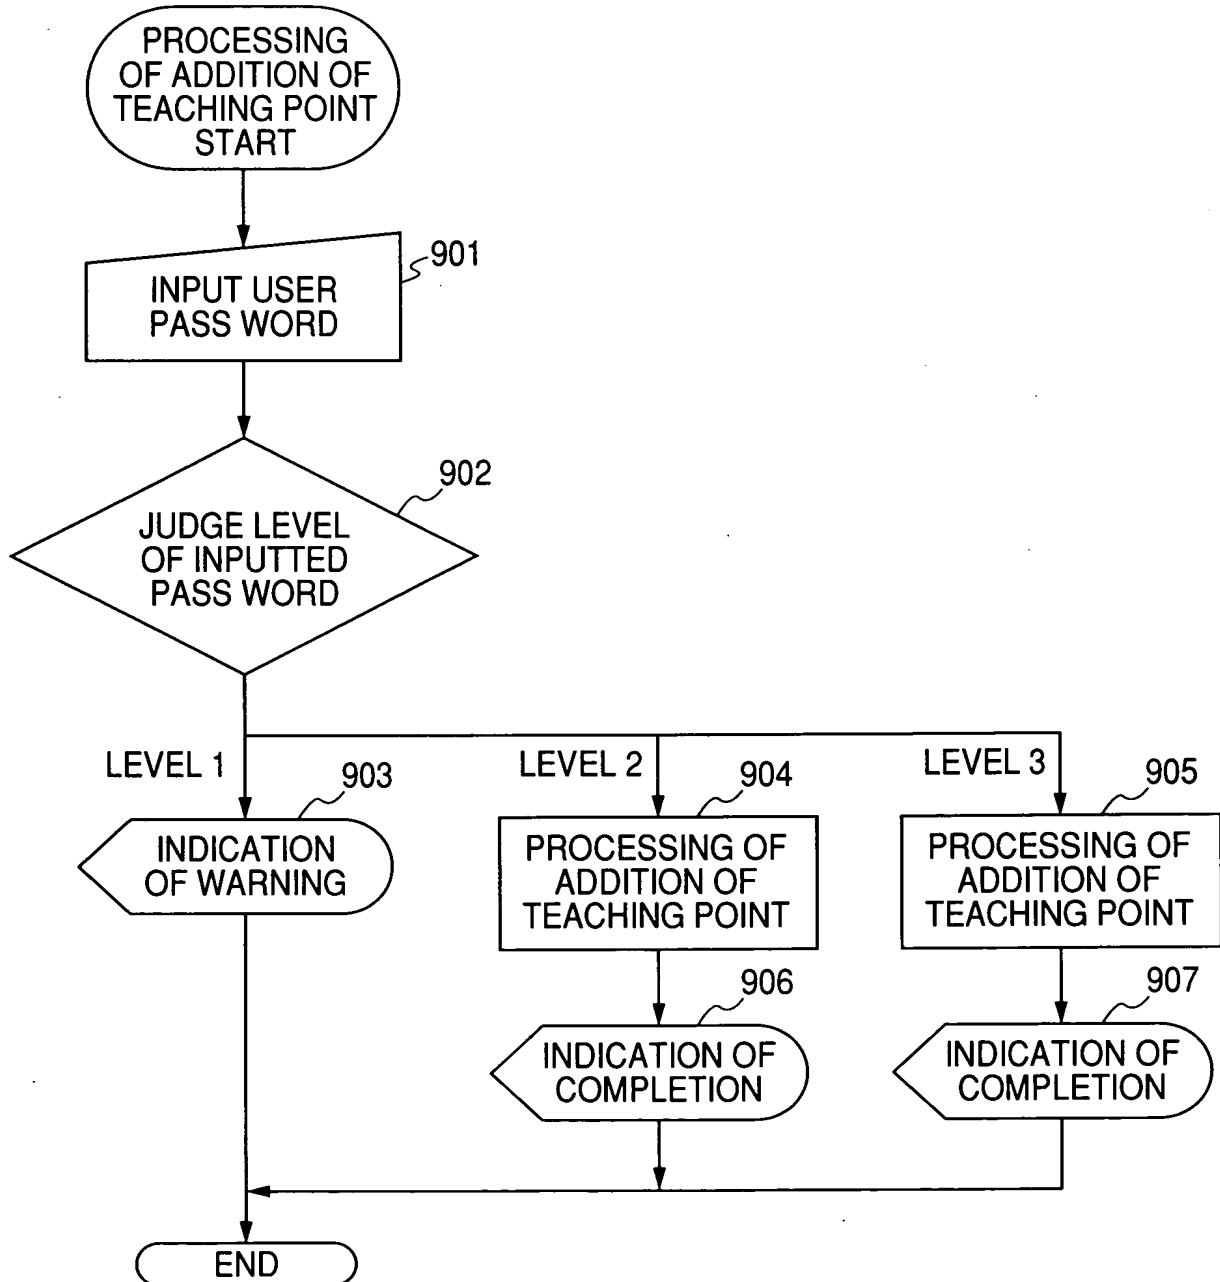 PROCESSING
OF ADDITION OF
TEACHING POINT
START
901
INPUT USER
PASS WORD
902
JUDGE LEVEL
OF INPUTTED
PASS WORD
LEVEL 1
903
INDICATION
OF WARNING
LEVEL 2
904
PROCESSING OF
ADDITION OF
TEACHING POINT
906
INDICATION OF
COMPLETION
LEVEL 3
905
PROCESSING OF
ADDITION OF
TEACHING POINT
907
INDICATION OF
COMPLETION
END